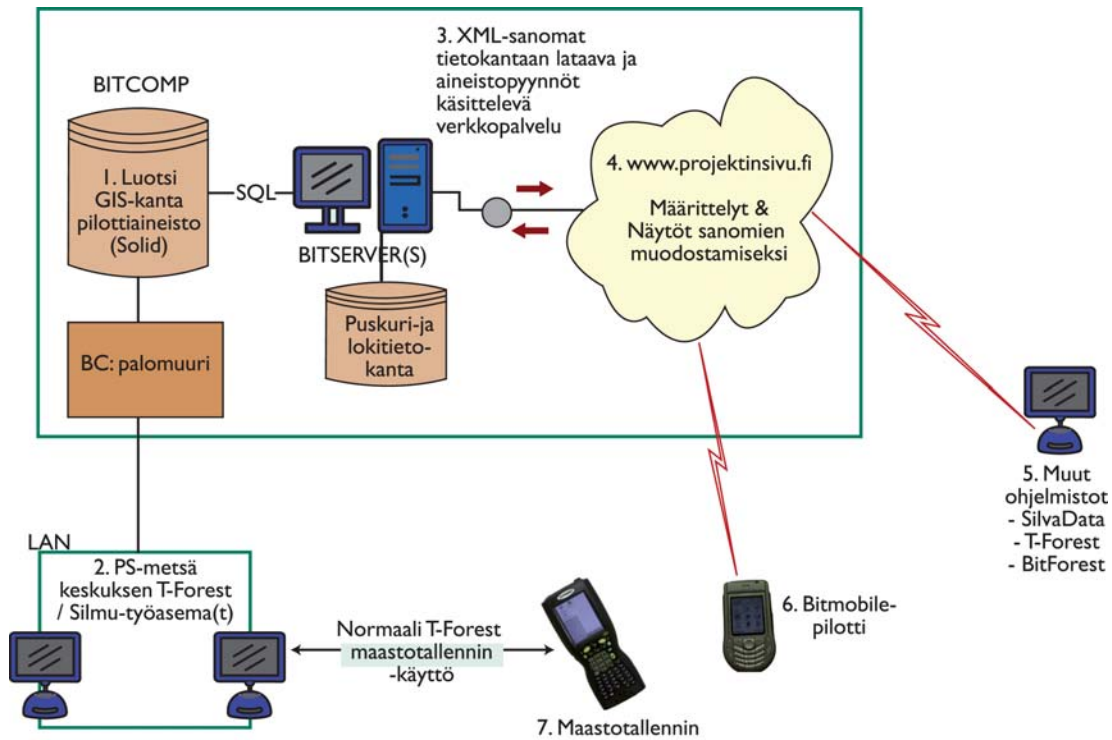 BITCOMP
1. Luotsi
GIS-kanta
pilottiaineisto
(Solid)
SQL
BITSERVER(S)
Puskuri-ja
lokitieto-
kanta
3. XML-sanomat
tietokantaan lataava ja
aineistopyynnöt
käsittelevä
verkkopalvelu
4. www.projektinsivu.fi
Määrittelyt &
Näytöt sanomien
muodostamiseksi
BC: palomuuri
LAN
2. PS-metsä
keskuksen T-Forest
/ Silmu-työasema(t)
Normaali T-Forest
maastotallennin
-käyttö
7. Maastotallennin
6. Bitmobile-
pilotti
5. Muut
ohjelmistot
- SilvaData
- T-Forest
- BitForest